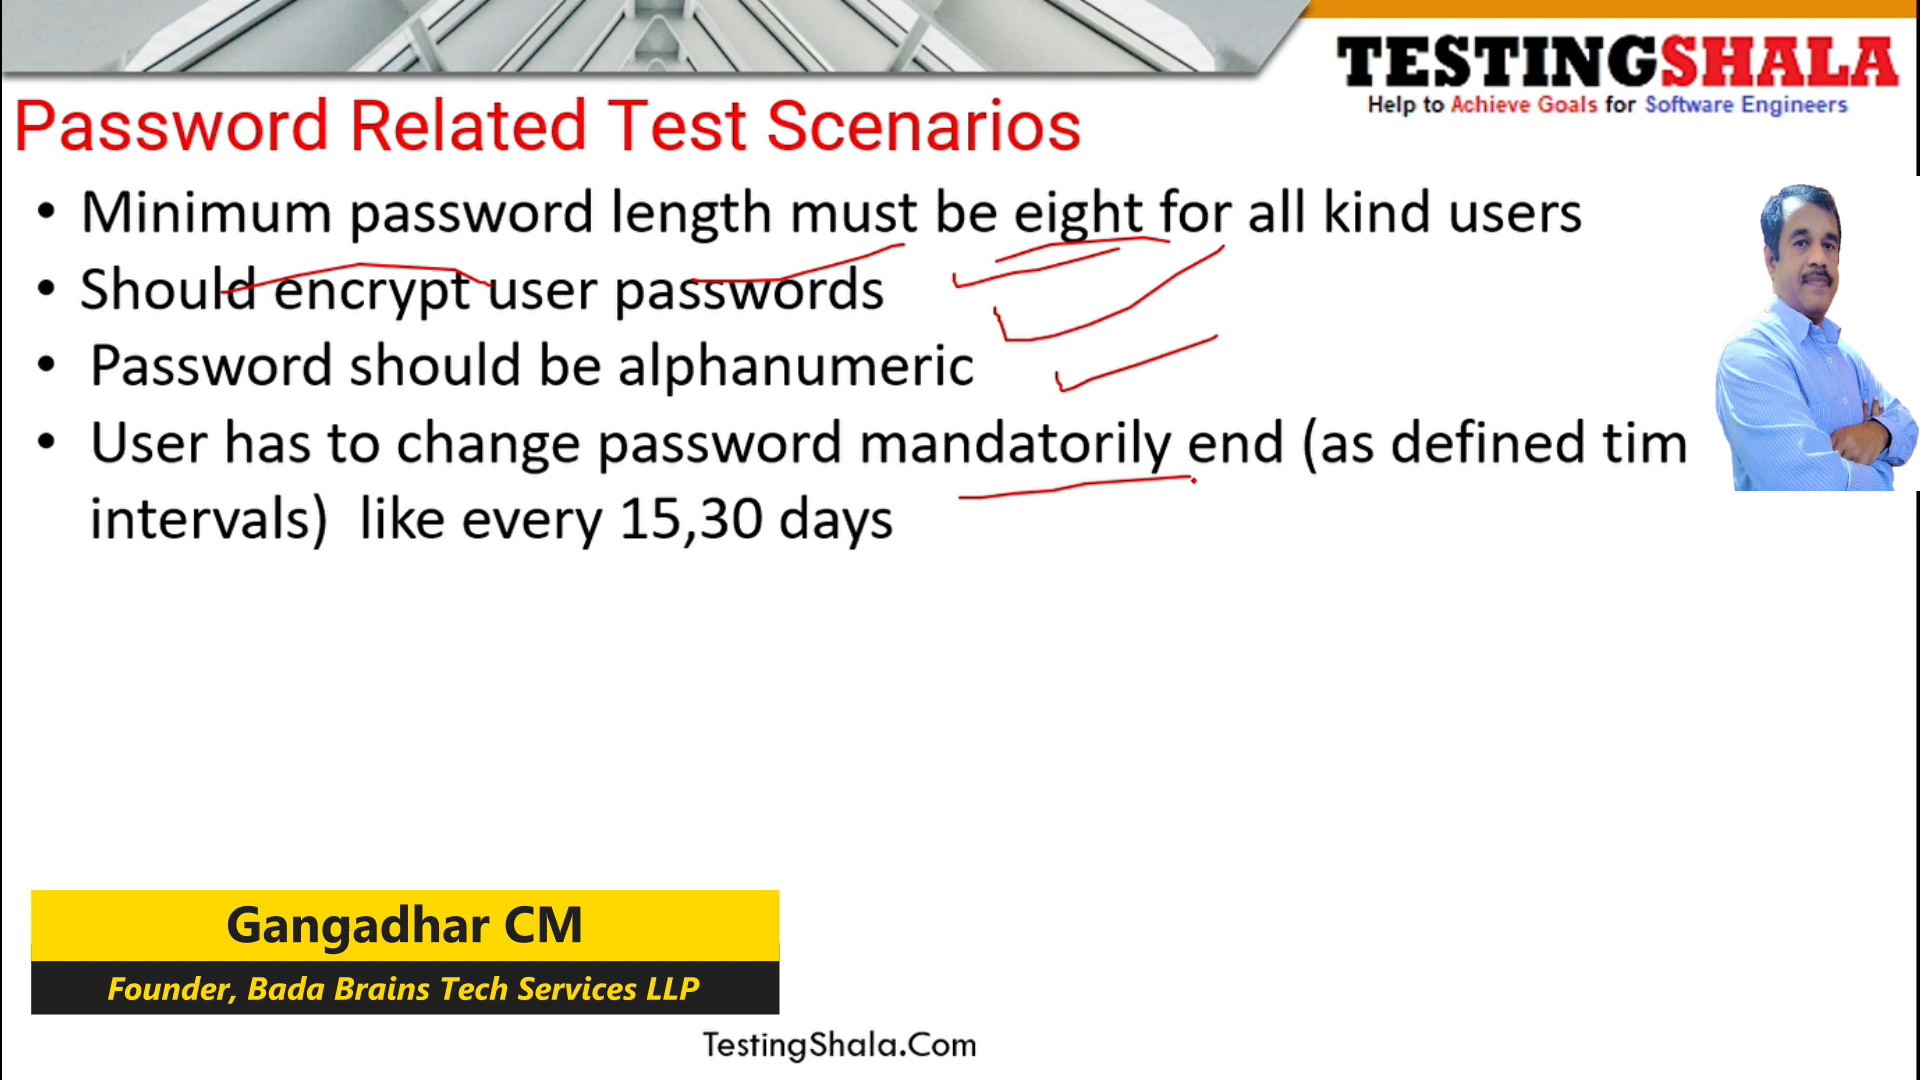 TESTINGSHALA
Help to Achieve Goals for Software Engineers
Password Related Test Scenarios
• Minimum password length must be eight for all kind users
• Should encrypt user passwords
• Password should be alphanumeric
• User has to change password mandatorily end (as defined tim
intervals) like every 15,30 days
Gangadhar CM
Founder, Bada Brains Tech Services LLP
TestingShala.Com